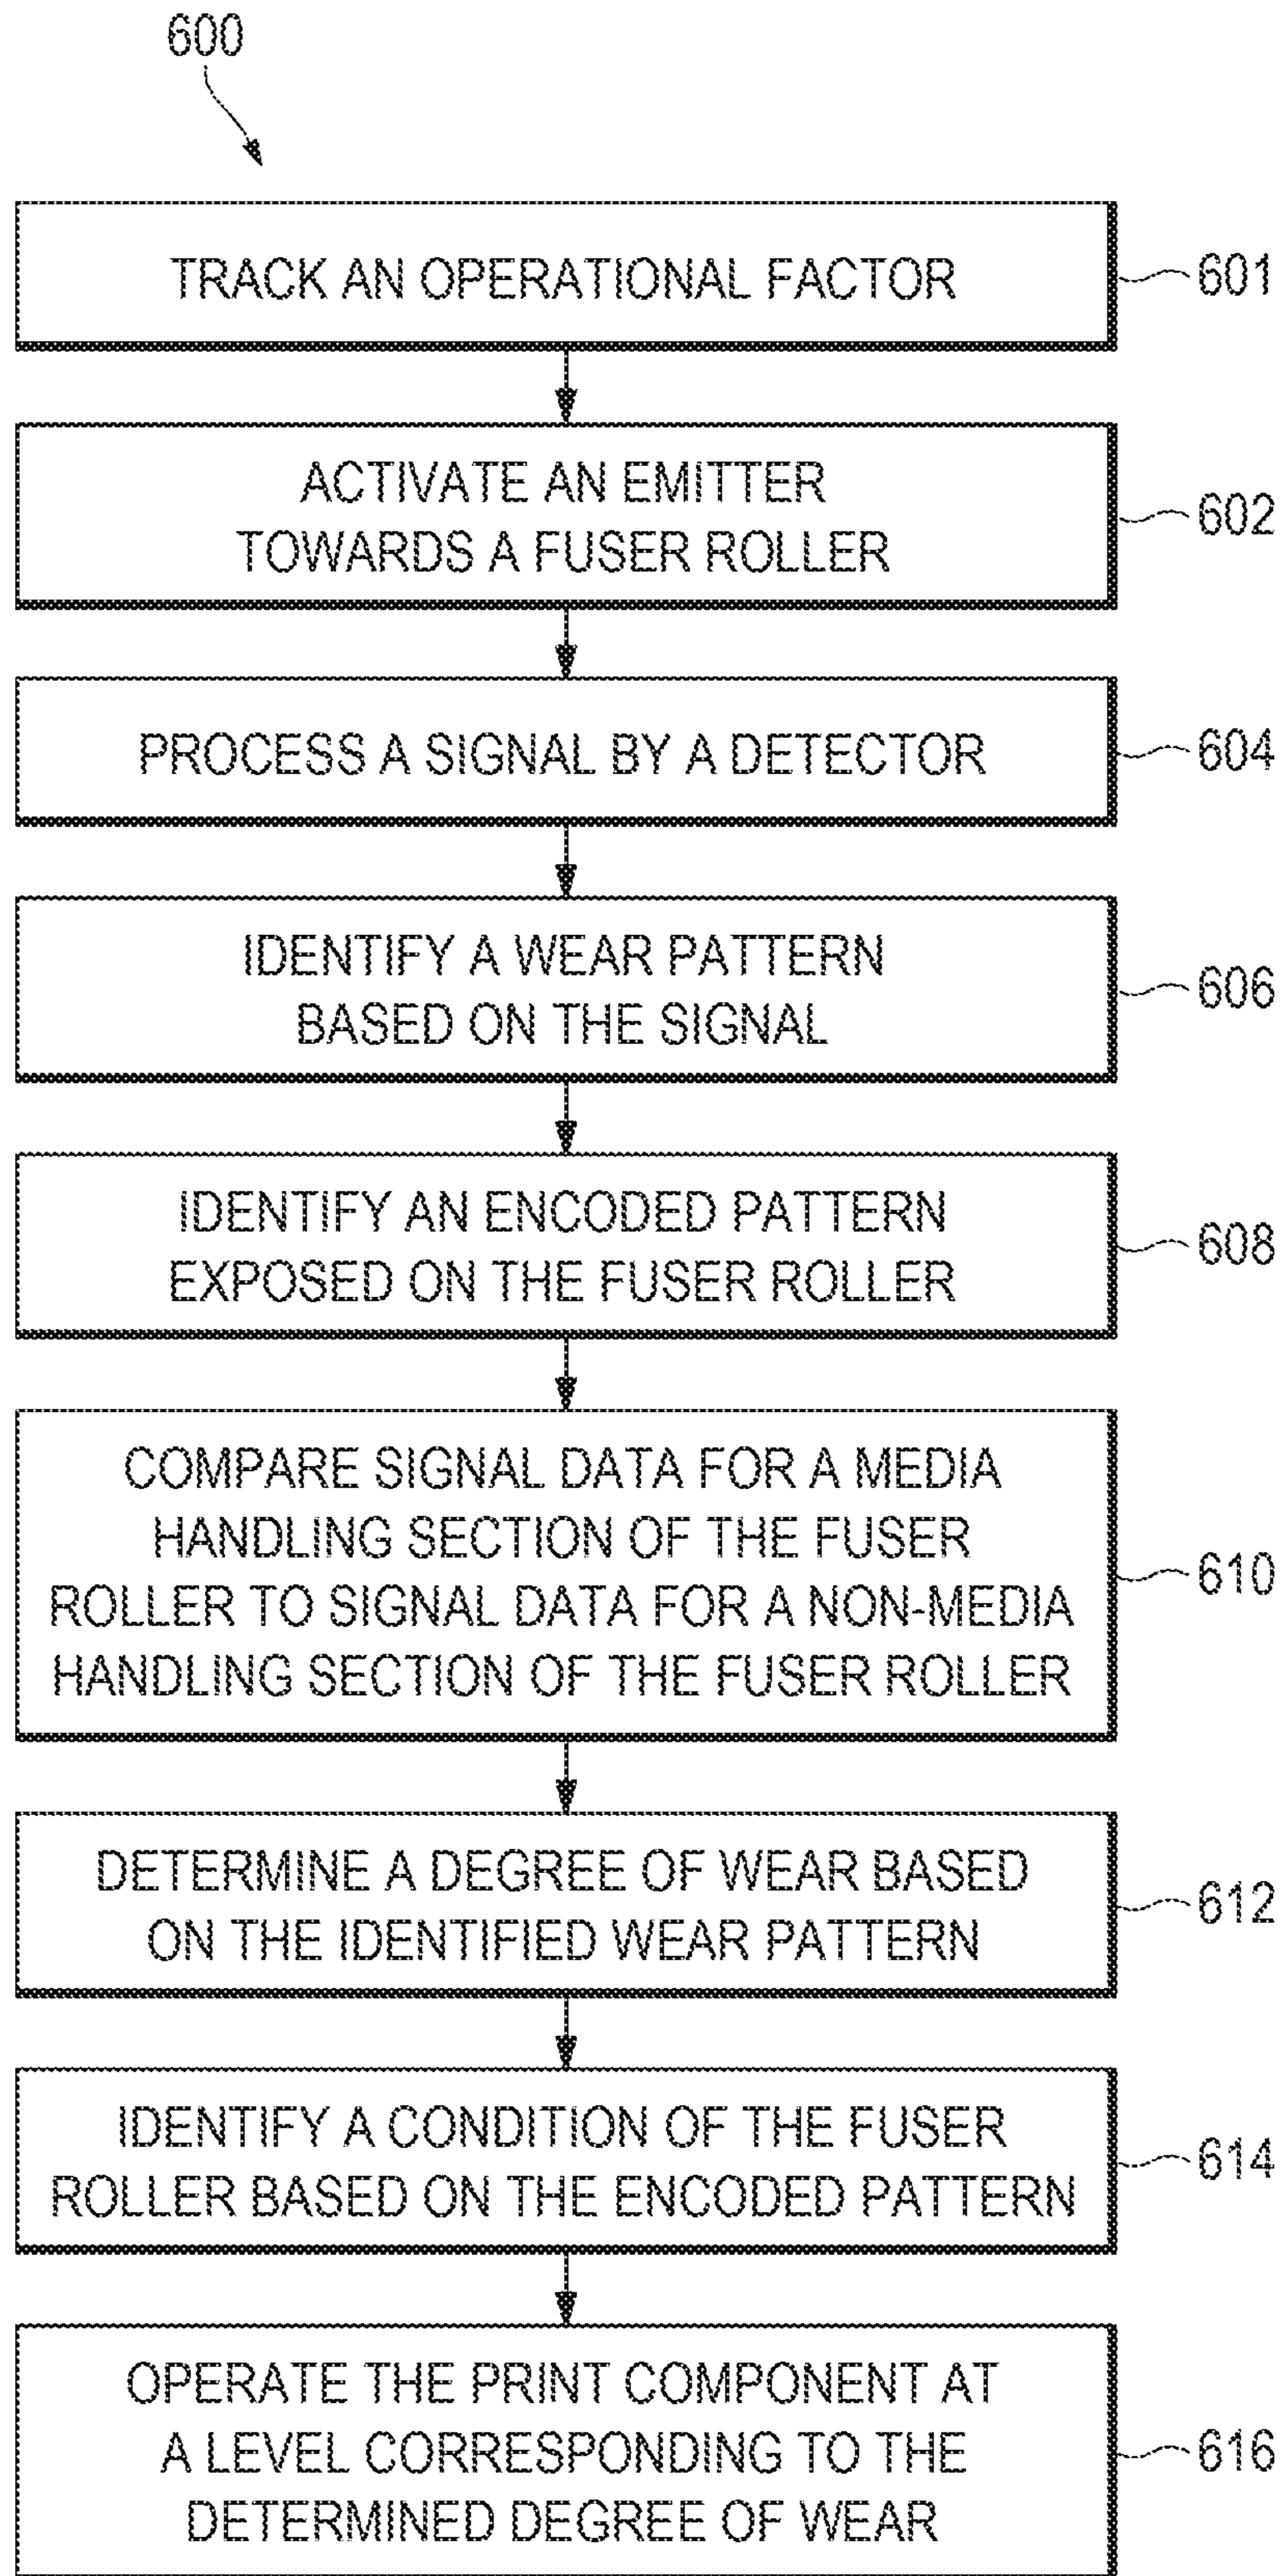 600
TRACK AN OPERATIONAL FACTOR
601
ACTIVATE AN EMITTER
TOWARDS A FUSER ROLLER
602
PROCESS A SIGNAL BY A DETECTOR
604
IDENTIFY A WEAR PATTERN
BASED ON THE SIGNAL
606
IDENTIFY AN ENCODED PATTERN
EXPOSED ON THE FUSER ROLLER
608
COMPARE SIGNAL DATA FOR A MEDIA
HANDLING SECTION OF THE FUSER
ROLLER TO SIGNAL DATA FOR A NON-MEDIA
HANDLING SECTION OF THE FUSER ROLLER
610
DETERMINE A DEGREE OF WEAR BASED
ON THE IDENTIFIED WEAR PATTERN
612
IDENTIFY A CONDITION OF THE FUSER
ROLLER BASED ON THE ENCODED PATTERN
614
OPERATE THE PRINT COMPONENT AT
A LEVEL CORRESPONDING TO THE
DETERMINED DEGREE OF WEAR
616